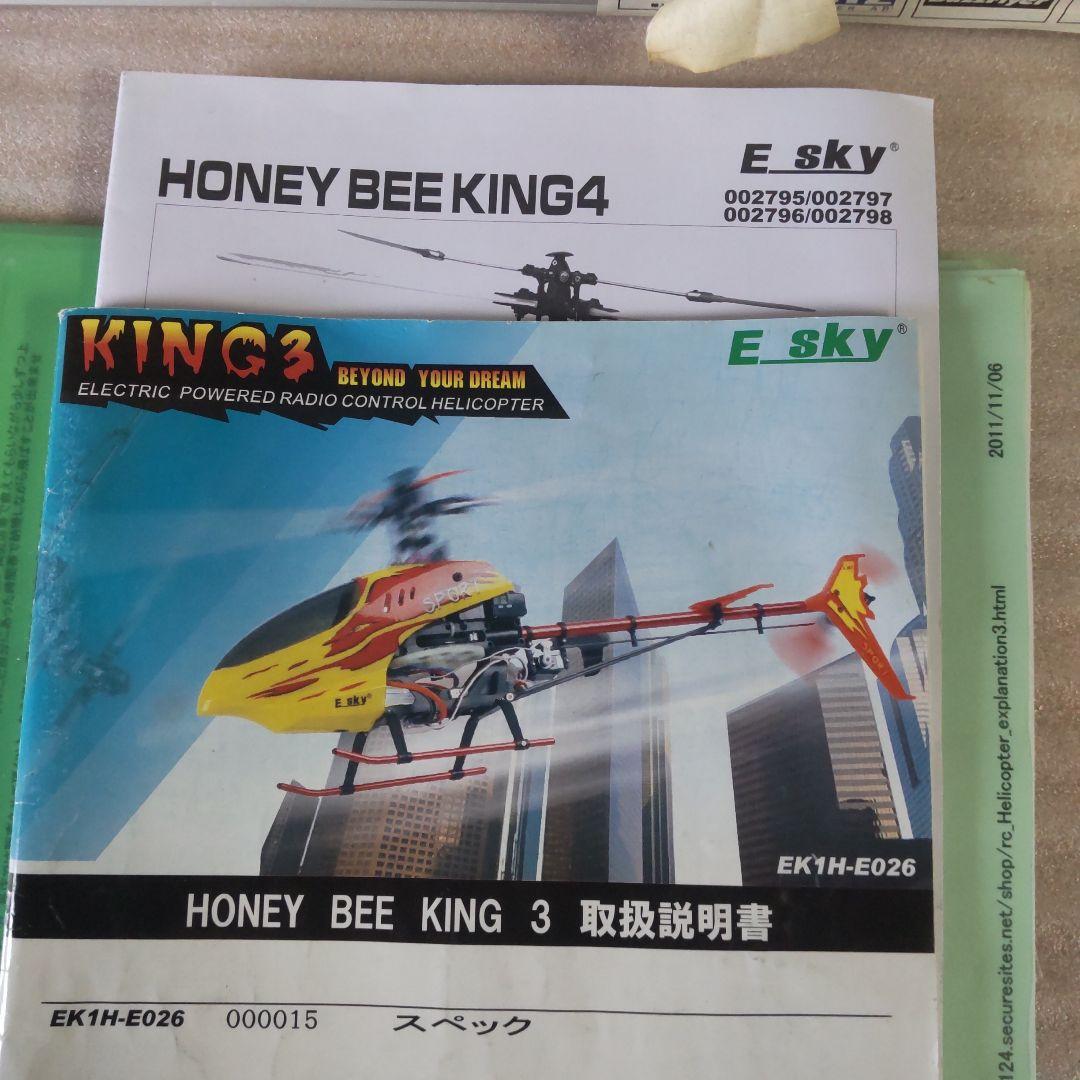 HONEY BEE KING4
E_sky®
002795/002797
002796/002798
KING3
BEYOND YOUR DREAM
ELECTRIC POWERED RADIO CONTROL HELICOPTER
E_sky®
SPORT
E_sky®
SPORT
EK1H-E026
HONEY BEE KING 3 取扱説明書
EK1H-E026 000015 スペック
2011/11/06
124.securesites.net/shop/rc_Helicopter_explanation3.html